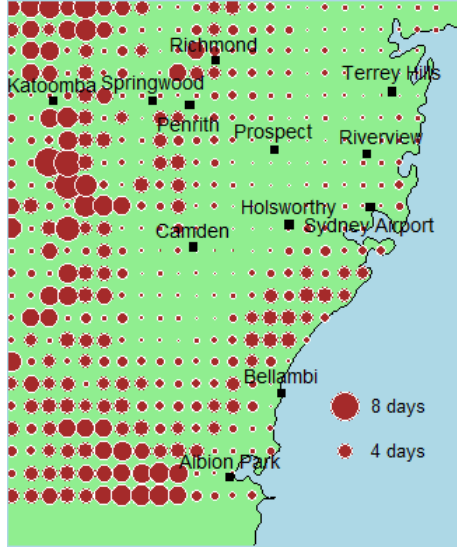 Richmond
Katoomba
Springwood
Terrey Hills
Penrith
Prospect
Riverview
Holsworthy
Sydney Airport
Camden
Bellambi
8 days
4 days
Albion Park